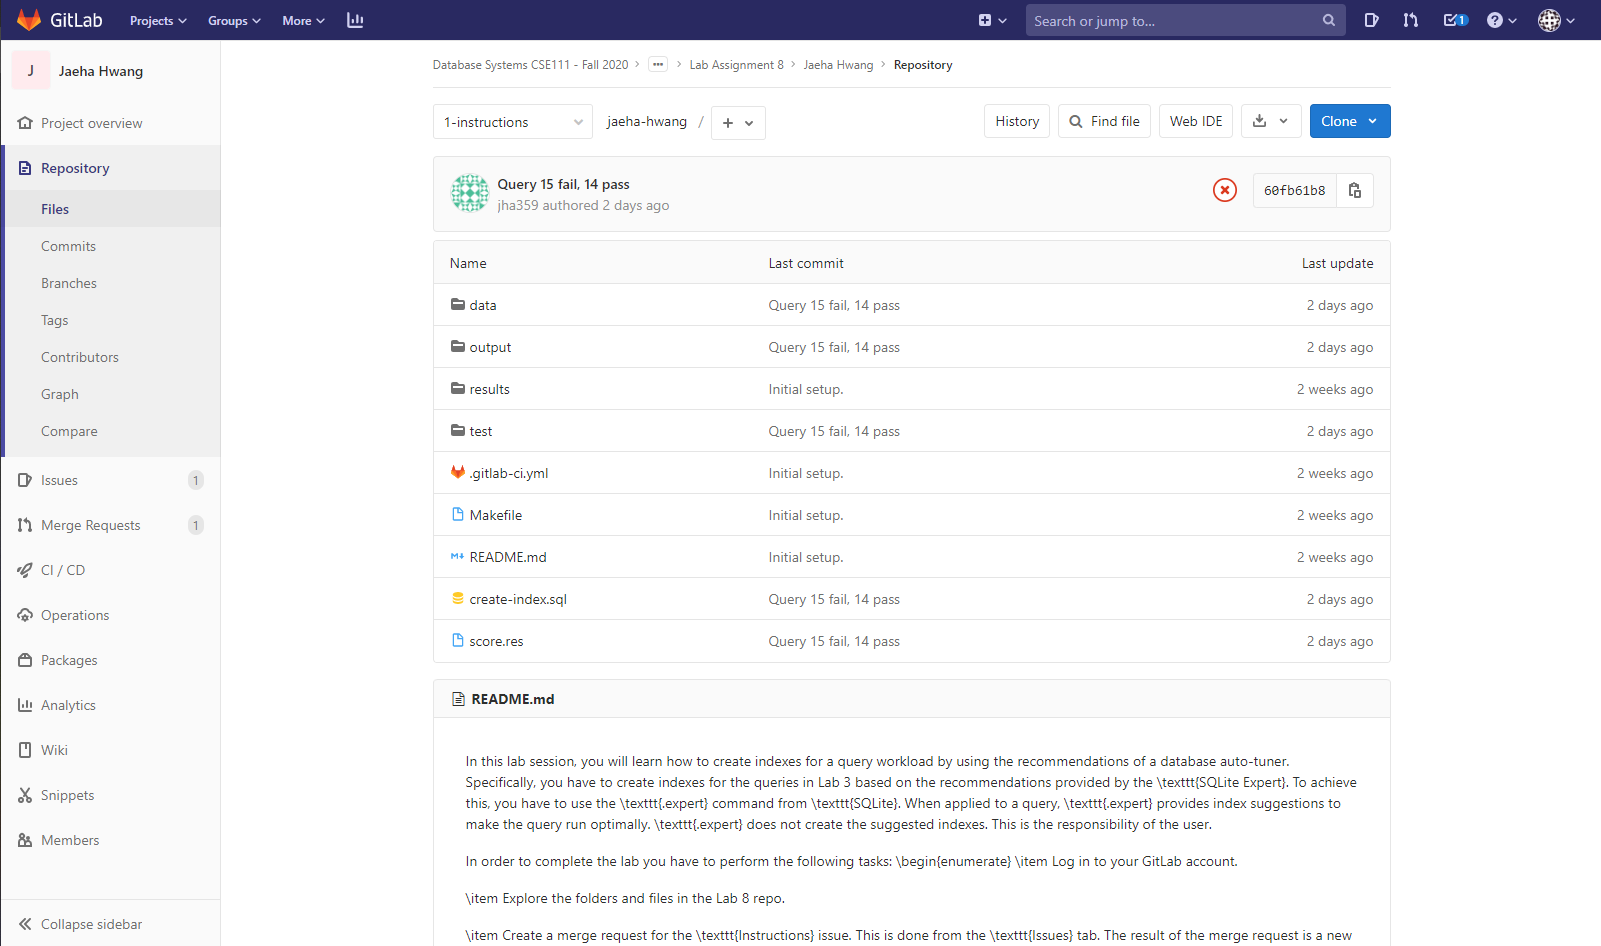 GitLab Projects Groups More Search or jump to... 1
J Jaeha Hwang
Project overview
Repository
Files
Commits
Branches
Tags
Contributors
Graph
Compare
Issues 1
Merge Requests 1
CI / CD
Operations
Packages
Analytics
Wiki
Snippets
Members
Collapse sidebar
Database Systems CSE111 - Fall 2020 > ... > Lab Assignment 8 > Jaeha Hwang > Repository
1-instructions jaeha-hwang / + History Find file Web IDE Clone
Query 15 fail, 14 pass
jha359 authored 2 days ago
60fb61b8
Name Last commit Last update
data Query 15 fail, 14 pass 2 days ago
output Query 15 fail, 14 pass 2 days ago
results Initial setup. 2 weeks ago
test Query 15 fail, 14 pass 2 days ago
.gitlab-ci.yml Initial setup. 2 weeks ago
Makefile Initial setup. 2 weeks ago
README.md Initial setup. 2 weeks ago
create-index.sql Query 15 fail, 14 pass 2 days ago
score.res Query 15 fail, 14 pass 2 days ago
README.md
In this lab session, you will learn how to create indexes for a query workload by using the recommendations of a database auto-tuner.
Specifically, you have to create indexes for the queries in Lab 3 based on the recommendations provided by the \texttt{SQLite Expert}. To achieve
this, you have to use the \texttt{.expert} command from \texttt{SQLite}. When applied to a query, \texttt{.expert} provides index suggestions to
make the query run optimally. \texttt{.expert} does not create the suggested indexes. This is the responsibility of the user.
In order to complete the lab you have to perform the following tasks: \begin{enumerate} \item Log in to your GitLab account.
\item Explore the folders and files in the Lab 8 repo.
\item Create a merge request for the \texttt{Instructions} issue. This is done from the \texttt{Issues} tab. The result of the merge request is a new